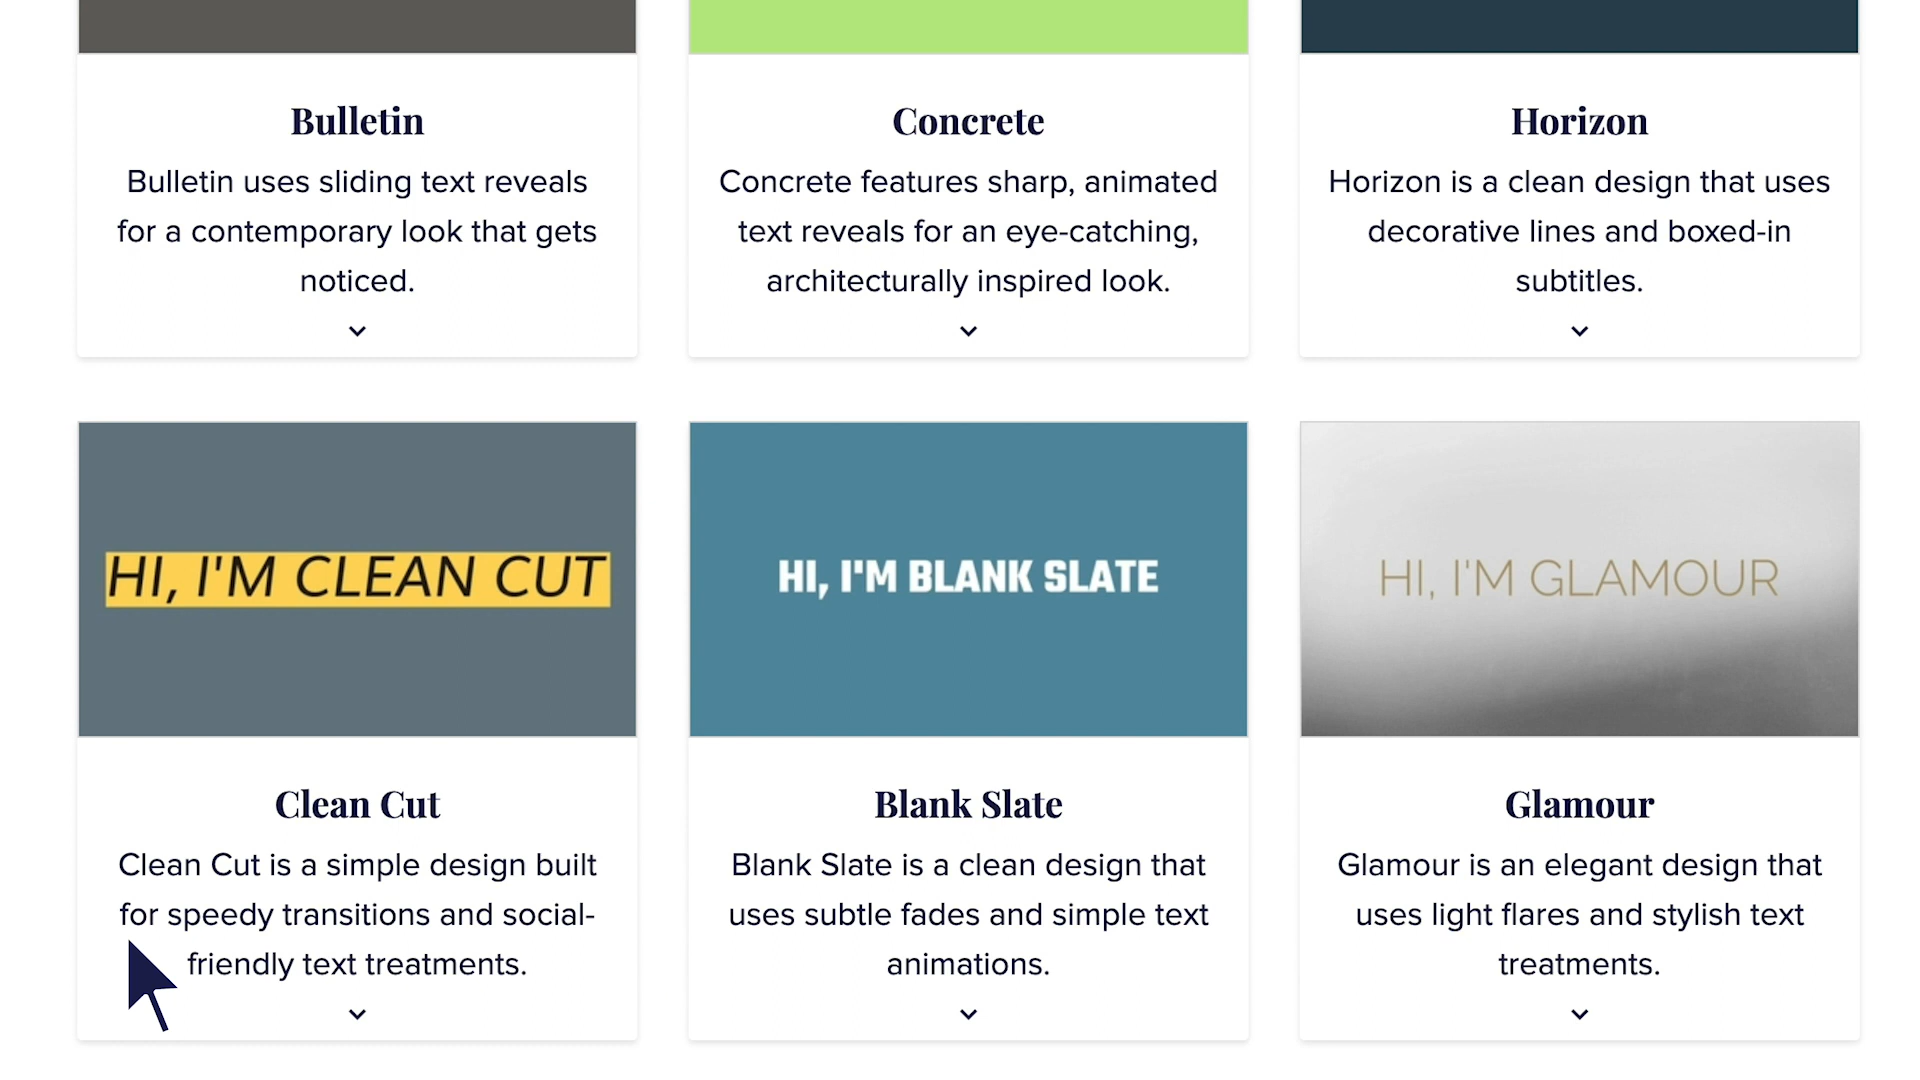 Bulletin
Bulletin uses sliding text reveals
for a contemporary look that gets
noticed.
Concrete
Concrete features sharp, animated
text reveals for an eye-catching,
architecturally inspired look.
Horizon
Horizon is a clean design that uses
decorative lines and boxed-in
subtitles.
HI, I'M CLEAN CUT
Clean Cut
Clean Cut is a simple design built
for speedy transitions and social-
friendly text treatments.
HI, I'M BLANK SLATE
Blank Slate
Blank Slate is a clean design that
uses subtle fades and simple text
animations.
HI, I'M GLAMOUR
Glamour
Glamour is an elegant design that
uses light flares and stylish text
treatments.